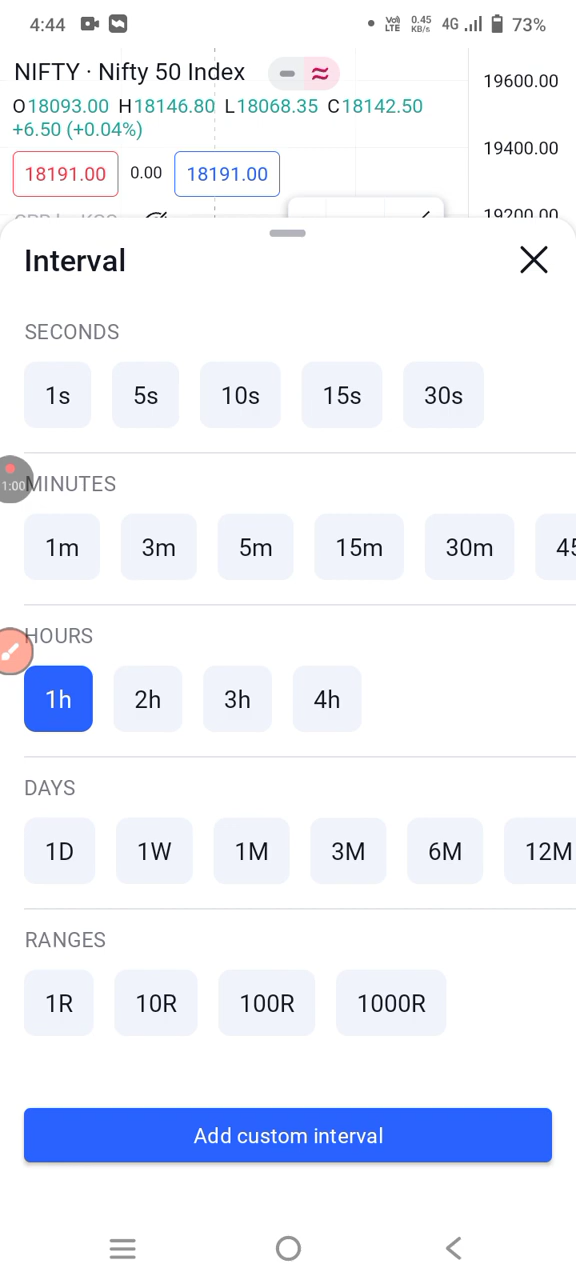 4:44 Vo) LTE 0.45 KB/s 4G 73%
NIFTY · Nifty 50 Index
19600.00
O18093.00 H18146.80 L18068.35 C18142.50
+6.50 (+0.04%)
19400.00
18191.00 0.00 18191.00
19200.00
Interval
SECONDS
1s 5s 10s 15s 30s
1:00
MINUTES
1m 3m 5m 15m 30m 45
HOURS
1h 2h 3h 4h
DAYS
1D 1W 1M 3M 6M 12M
RANGES
1R 10R 100R 1000R
Add custom interval